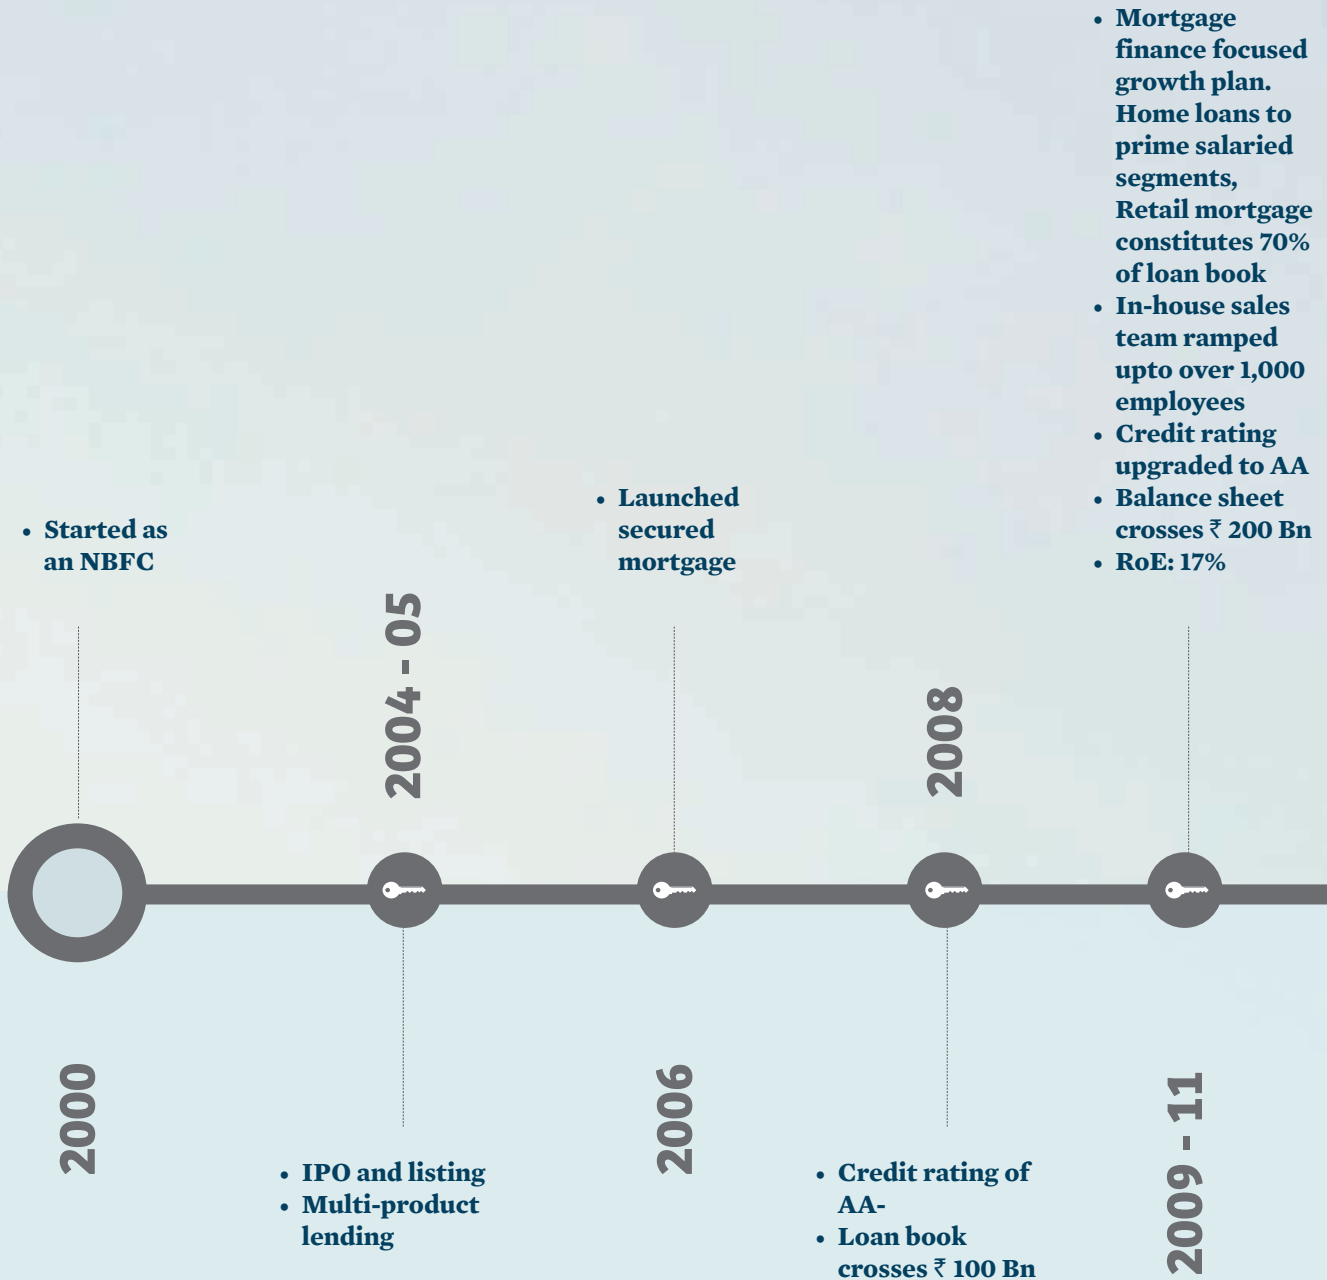 2000
• Started as
an NBFC
2004 - 05
• IPO and listing
• Multi-product
lending
2006
• Launched
secured
mortgage
2008
• Credit rating of
AA-
• Loan book
crosses ₹ 100 Bn
2009 - 11
• Mortgage
finance focused
growth plan.
Home loans to
prime salaried
segments,
Retail mortgage
constitutes 70%
of loan book
• In-house sales
team ramped
upto over 1,000
employees
• Credit rating
upgraded to AA
• Balance sheet
crosses ₹ 200 Bn
• RoE: 17%